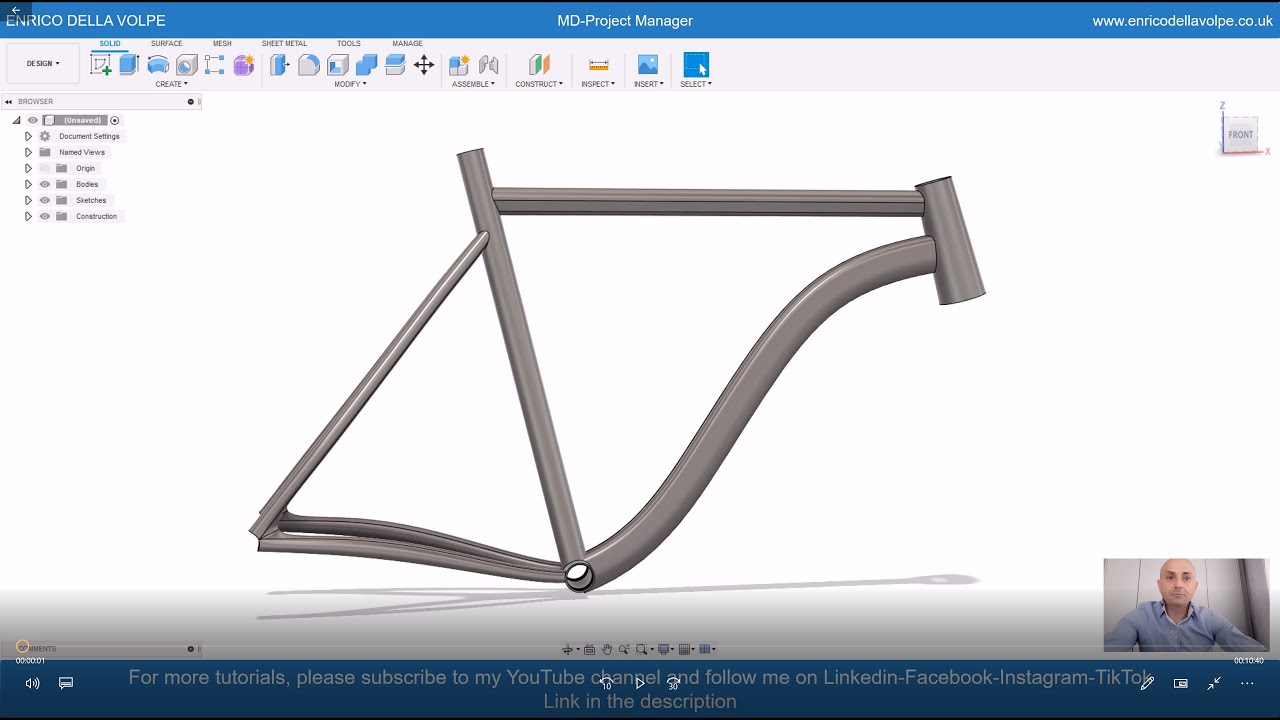 ENRICO DELLA VOLPE
MD-Project Manager
www.enricodellavolpe.co.uk
SOLID
SURFACE
MESH
SHEET METAL
TOOLS
MANAGE
DESIGN
CREATE
MODIFY
ASSEMBLE
CONSTRUCT
INSPECT
INSERT
SELECT
BROWSER
(Unsaved)
Document Settings
Named Views
Origin
Bodies
Sketches
Construction
Z
FRONT
X
COMMENTS
00:00:01
00:10:40
For more tutorials, please subscribe to my YouTube channel and follow me on Linkedin-Facebook-Instagram-TikTok
10
30
Link in the description